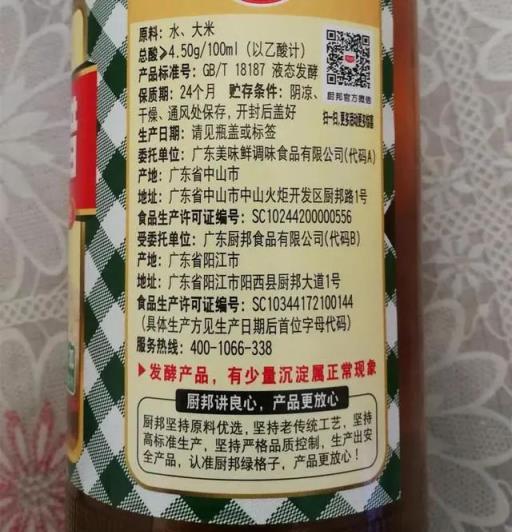 原料：水、大米
总酸≥4.50g/100ml（以乙酸计）
产品标准号：GB/T 18187 液态发酵
保质期：24个月 贮存条件：阴凉、
干燥、通风处保存，开封后盖好
生产日期：请见瓶盖或标签
委托单位：广东美味鲜调味食品有限公司(代码A)
产地：广东省中山市
地址：广东省中山市中山火炬开发区厨邦路1号
食品生产许可证编号：SC10244200000556
受委托单位：广东厨邦食品有限公司(代码B)
产地：广东省阳江市
地址：广东省阳江市阳西县厨邦大道1号
食品生产许可证编号：SC10344172100144
（具体生产方见生产日期后首位字母代码）
服务热线：400-1066-338
▶发酵产品，有少量沉淀属正常现象
厨邦讲良心，产品更放心
厨邦坚持原料优选，坚持老传统工艺，坚持
高标准生产，坚持严格品质控制，生产出安
全产品，认准厨邦绿格子，产品更放心！
厨邦官方微信